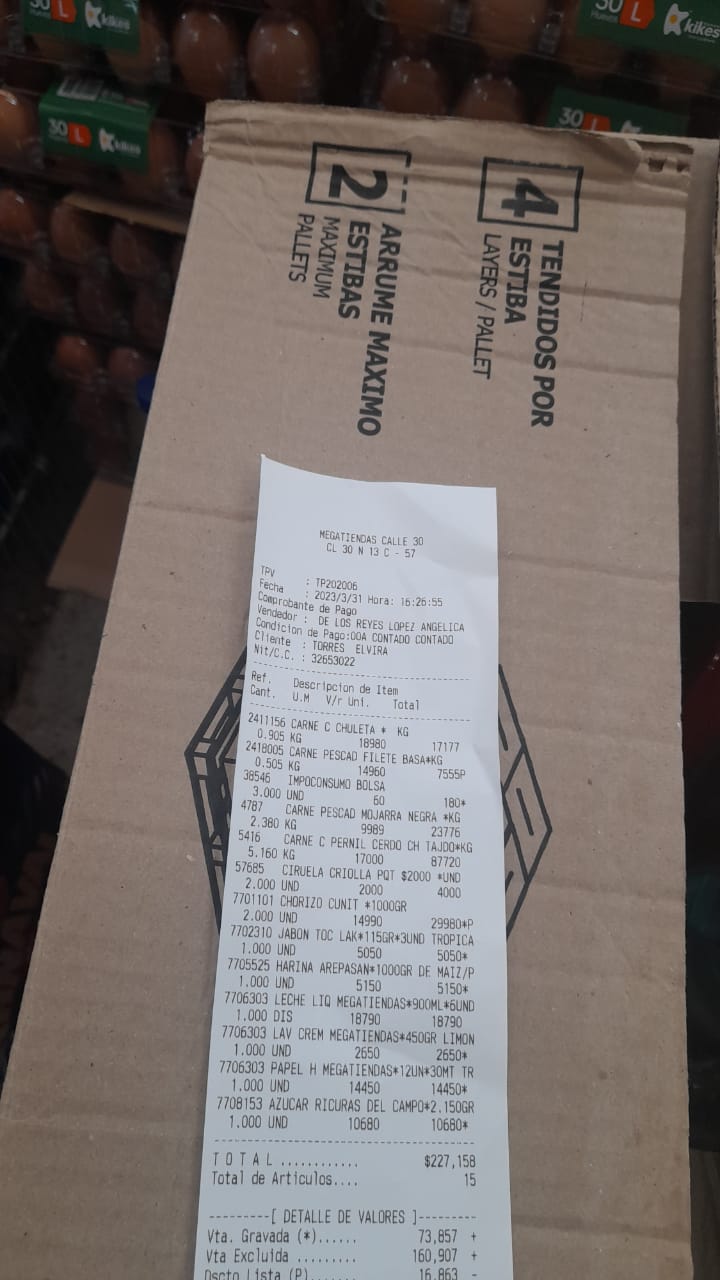 30 L kikes
30 L
Huevos
kikes
30 L kikes
30 L
2
ARRUME MAXIMO
ESTIBAS
MAXIMUM
PALLETS
4
TENDIDOS POR
ESTIBA
LAYERS / PALLET
MEGATIENDAS CALLE 30
CL 30 N 13 C - 57
TPV : TP202006
Fecha : 2023/3/31 Hora: 16:26:55
Comprobante de Pago
Vendedor : DE LOS REYES LOPEZ ANGELICA
Condicion de Pago:00A CONTADO CONTADO
Cliente : TORRES ELVIRA
Nit/C.C. : 32653022
Ref. Descripcion de Item
Cant. U.M V/r Uni. Total
2411156 CARNE C CHULETA * KG
0.905 KG 18980 17177
2418005 CARNE PESCAD FILETE BASA*KG
0.505 KG 14960 7555P
38546 IMPOCONSUMO BOLSA
3.000 UND 60 180*
4787 CARNE PESCAD MOJARRA NEGRA *KG
2.380 KG 9989 23776
5416 CARNE C PERNIL CERDO CH TAJDO*KG
5.160 KG 17000 87720
57685 CIRUELA CRIOLLA PQT $2000 *UND
2.000 UND 2000 4000
7701101 CHORIZO CUNIT *1000GR
2.000 UND 14990 29980*P
7702310 JABON TOC LAK*115GR*3UND TROPICA
1.000 UND 5050 5050*
7705525 HARINA AREPASAN*1000GR DE MAIZ/P
1.000 UND 5150 5150*
7706303 LECHE LIQ MEGATIENDAS*900ML*6UND
1.000 DIS 18790 18790
7706303 LAV CREM MEGATIENDAS*450GR LIMON
1.000 UND 2650 2650*
7706303 PAPEL H MEGATIENDAS*12UN*30MT TR
1.000 UND 14450 14450*
7708153 AZUCAR RICURAS DEL CAMPO*2.150GR
1.000 UND 10680 10680*
T O T A L ............ $227,158
Total de Articulos.... 15
---------[ DETALLE DE VALORES ]---------
Vta. Gravada (*)...... 73,857 +
Vta Excluida ......... 160,907 +
Dscto Lista (P)....... 16,863 -